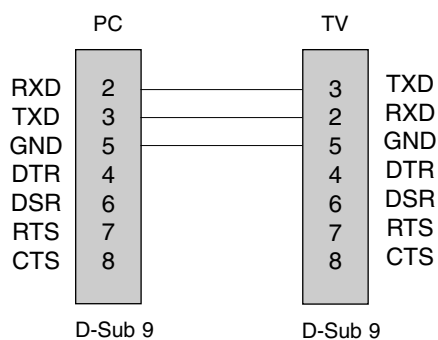 PC TV
RXD 2 3 TXD
TXD 3 2 RXD
GND 5 5 GND
DTR 4 4 DTR
DSR 6 6 DSR
RTS 7 7 RTS
CTS 8 8 CTS
D-Sub 9 D-Sub 9